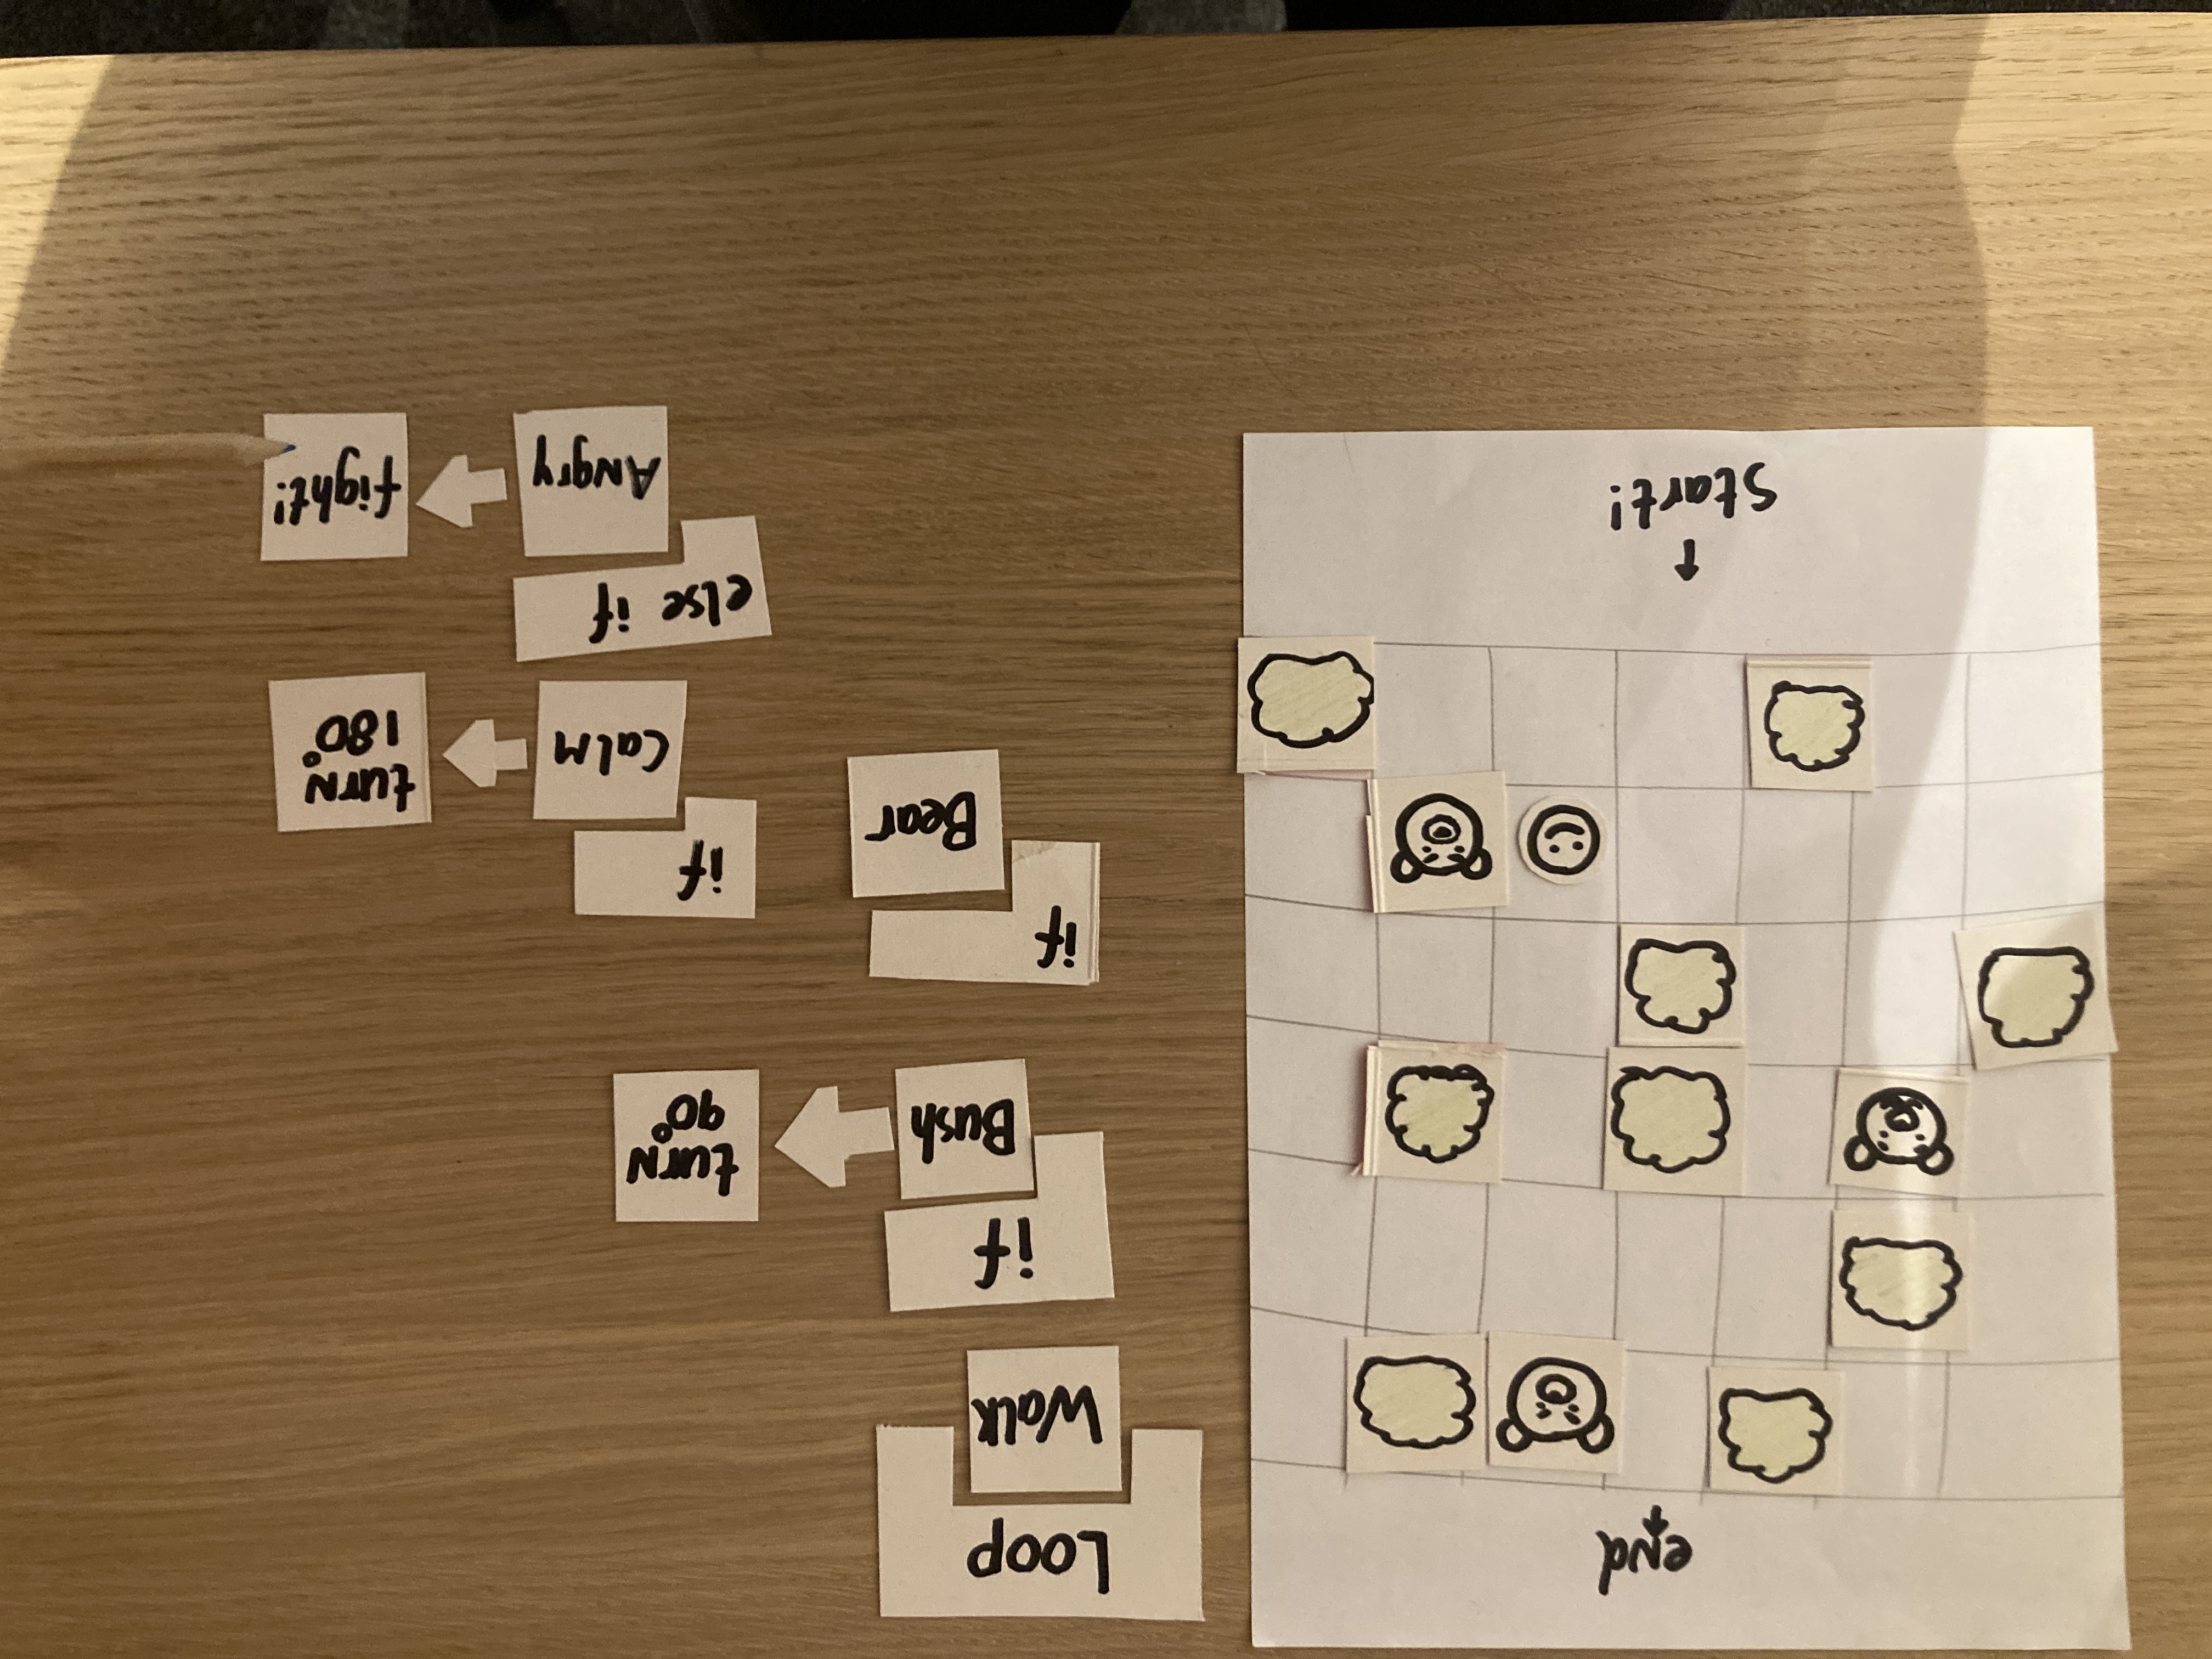 end
Start!
Loop
Walk
if
Bush
turn
90°
if
Bear
if
Calm
turn
180°
else if
Angry
fight!